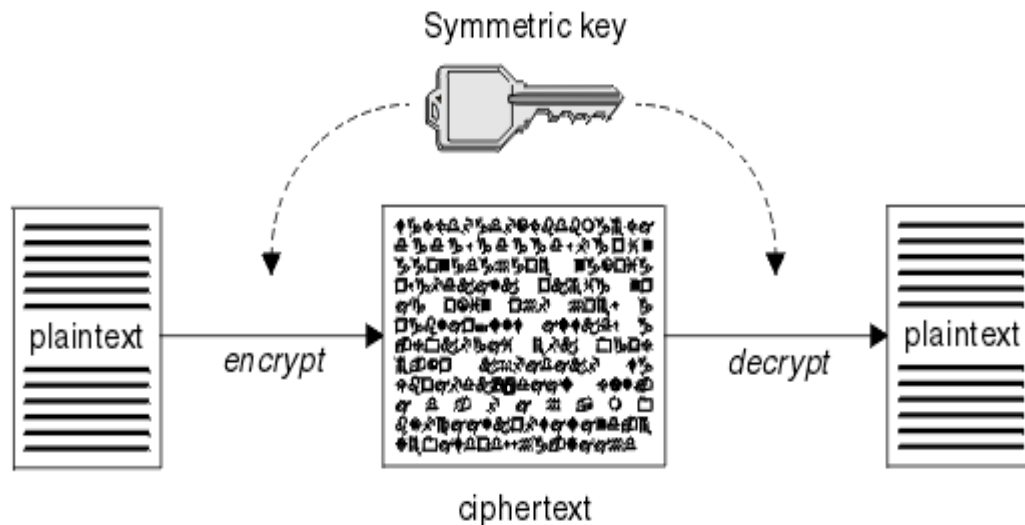 Symmetric key
plaintext
encrypt
decrypt
plaintext
ciphertext